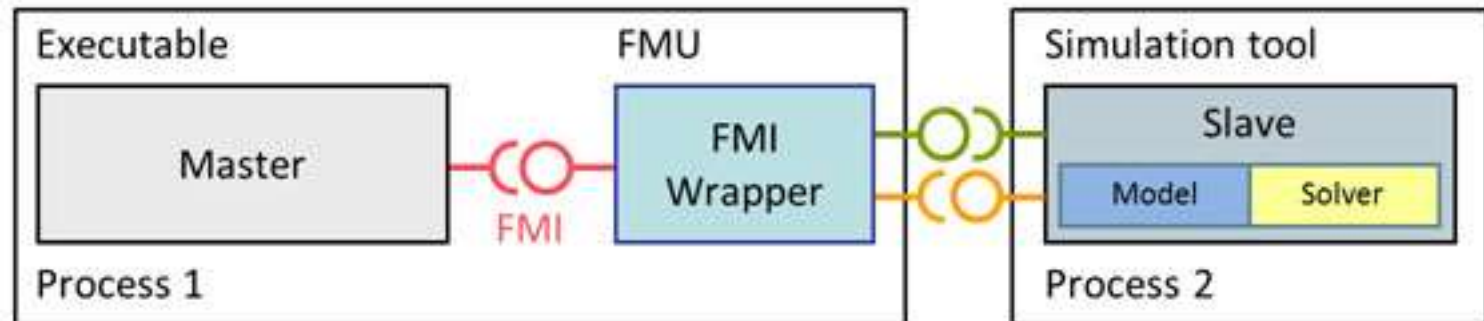 Executable
FMU
Simulation tool
Master
FMI
FMI
Wrapper
Slave
Model
Solver
Process 1
Process 2